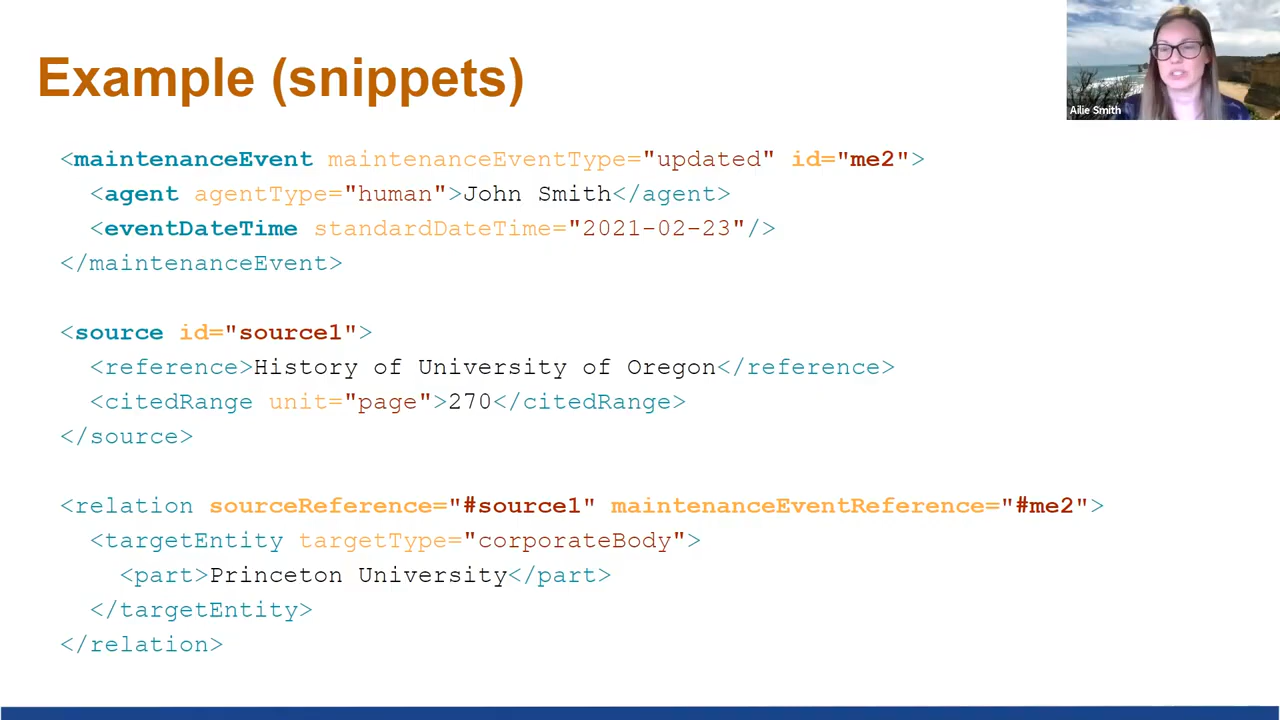 Example (snippets)
Ailie Smith
<maintenanceEvent maintenanceEventType="updated" id="me2">
<agent agentType="human">John Smith</agent>
<eventDateTime standardDateTime="2021-02-23"/>
</maintenanceEvent>
<source id="source1">
<reference>History of University of Oregon</reference>
<citedRange unit="page">270</citedRange>
</source>
<relation sourceReference="#source1" maintenanceEventReference="#me2">
<targetEntity targetType="corporateBody">
<part>Princeton University</part>
</targetEntity>
</relation>